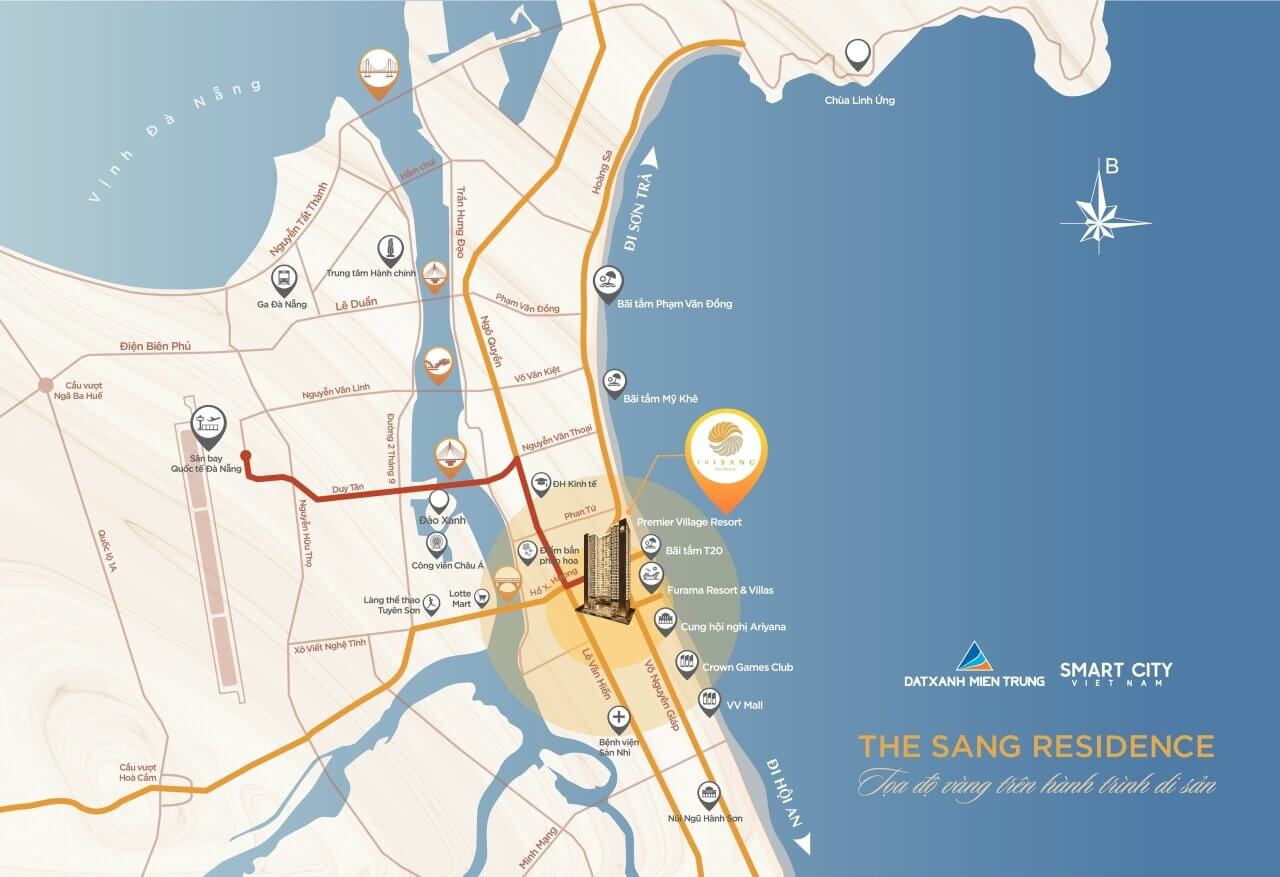 Chùa Linh Ứng
Vịnh Đà Nẵng
B
Hầm chui
Hoàng Sa
ĐI SƠN TRÀ
Nguyễn Tất Thành
Trần Hưng Đạo
Trung tâm Hành chính
Ga Đà Nẵng
Lê Duẩn
Phạm Văn Đồng
Bãi tắm Phạm Văn Đồng
Ngô Quyền
Điện Biên Phủ
Cầu vượt
Ngã Ba Huế
Nguyễn Văn Linh
Võ Văn Kiệt
Bãi tắm Mỹ Khê
Đường 2 Tháng 9
Nguyễn Văn Thoại
THE SANG
Sân bay
Quốc tế Đà Nẵng
Duy Tân
ĐH Kinh tế
Phan Tứ
Đảo Xanh
Premier Village Resort
Nguyễn Hữu Thọ
Quốc lộ 1A
Công viên Châu Á
Điểm bắn
pháo hoa
Bãi tắm T20
Hồ X. Hương
Furama Resort & Villas
Làng thể thao
Tuyên Sơn
Lotte
Mart
Cung hội nghị Ariyana
Xô Viết Nghệ Tĩnh
Lê Văn Hiến
Võ Nguyên Giáp
Crown Games Club
VV Mall
DATXANH MIEN TRUNG
SMART CITY
VIET NAM
Bệnh viện
Sản Nhi
THE SANG RESIDENCE
Tọa độ vàng trên hành trình di sản
Cầu vượt
Hoà Cầm
ĐI HỘI AN
Núi Ngũ Hành Sơn
Minh Mạng